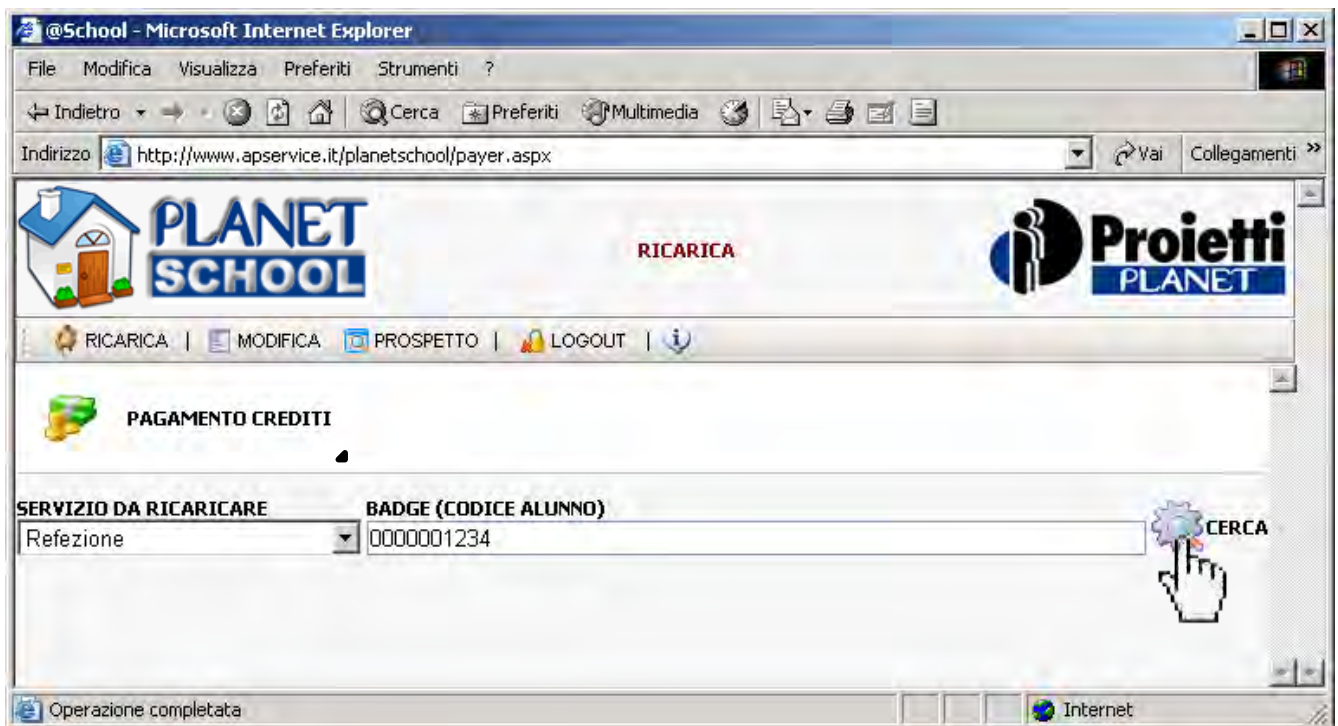 @School - Microsoft Internet Explorer
File Modifica Visualizza Preferiti Strumenti ?
Indietro Cerca Preferiti Multimedia
Indirizzo http://www.apservice.it/planetschool/payer.aspx Vai Collegamenti »
PLANET
SCHOOL
RICARICA
Proietti
PLANET
RICARICA | MODIFICA PROSPETTO | LOGOUT |
PAGAMENTO CREDITI
SERVIZIO DA RICARICARE BADGE (CODICE ALUNNO)
Refezione 0000001234 CERCA
Operazione completata Internet